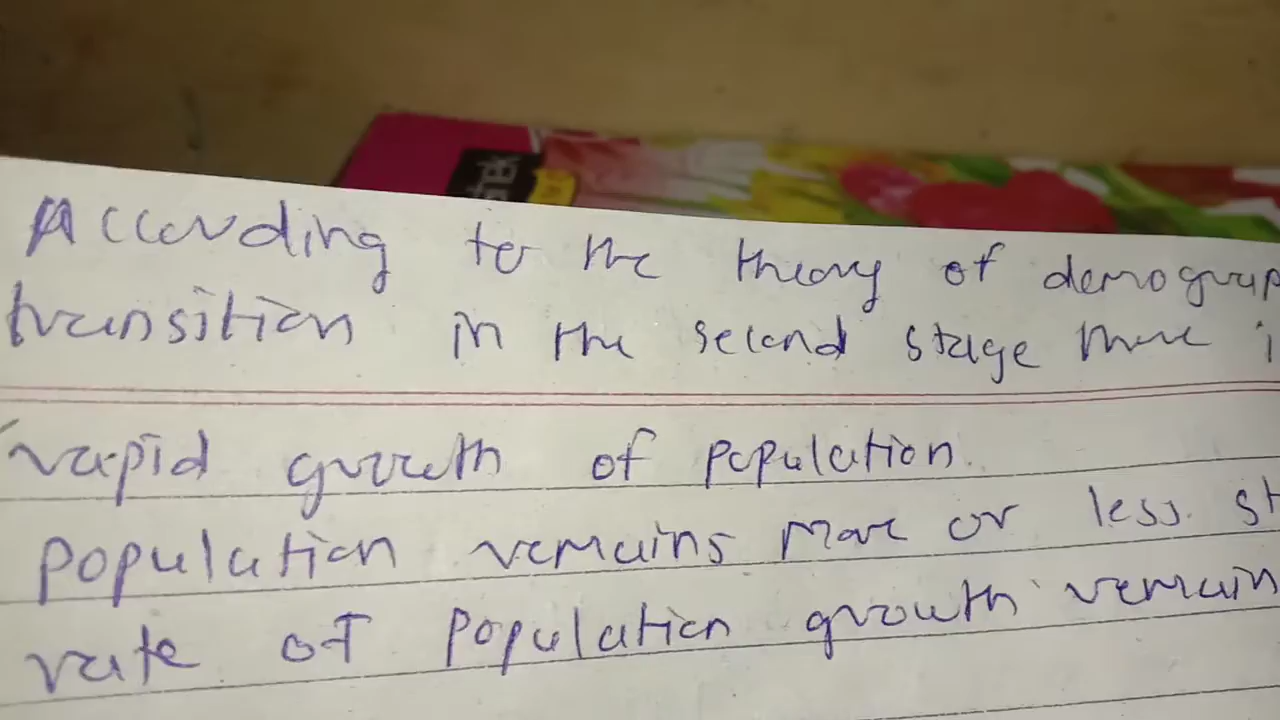 According to the theory of demograp
transition in the second stage there i
rapid growth of population.
population remains more or less st
rate of population growth remain